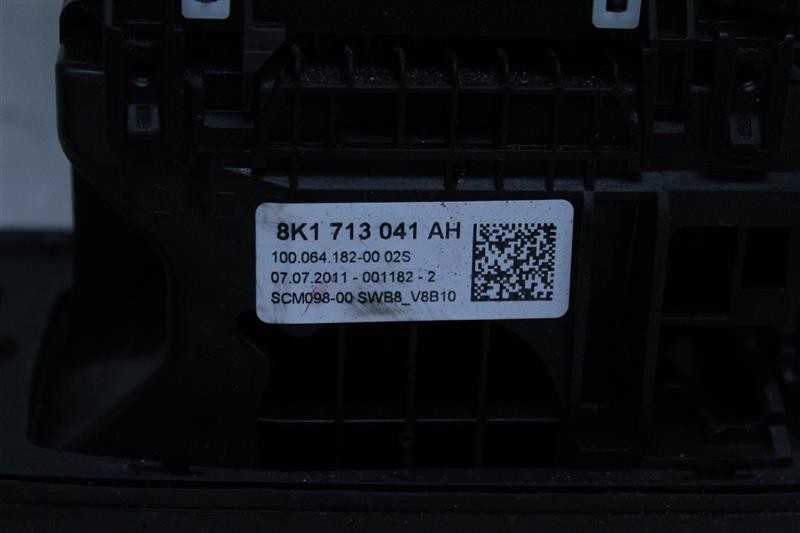 8K1 713 041 AH
100.064.182-00 02S
07.07.2011 - 001182 - 2
SCM098-00 SWB8_V8B10